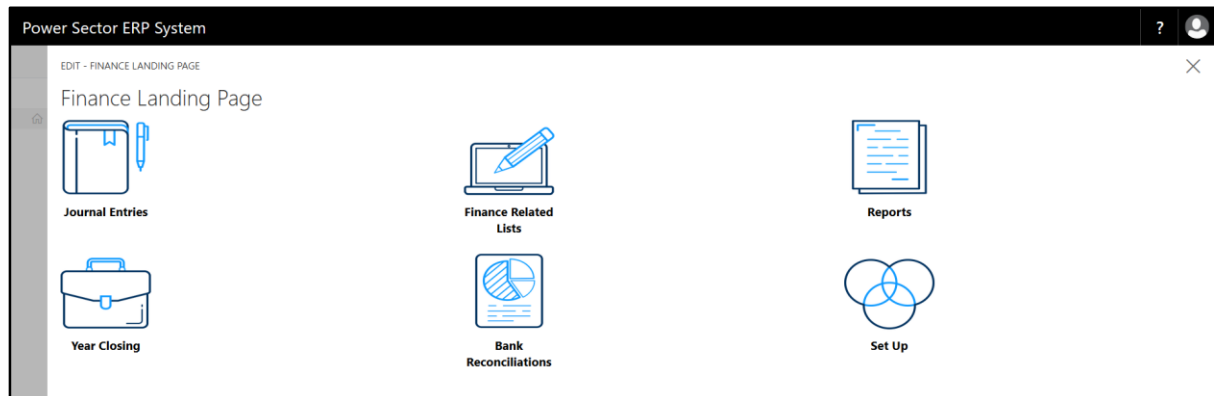 Power Sector ERP System
?
EDIT - FINANCE LANDING PAGE
Finance Landing Page
Journal Entries
Finance Related
Lists
Reports
Year Closing
Bank
Reconciliations
Set Up